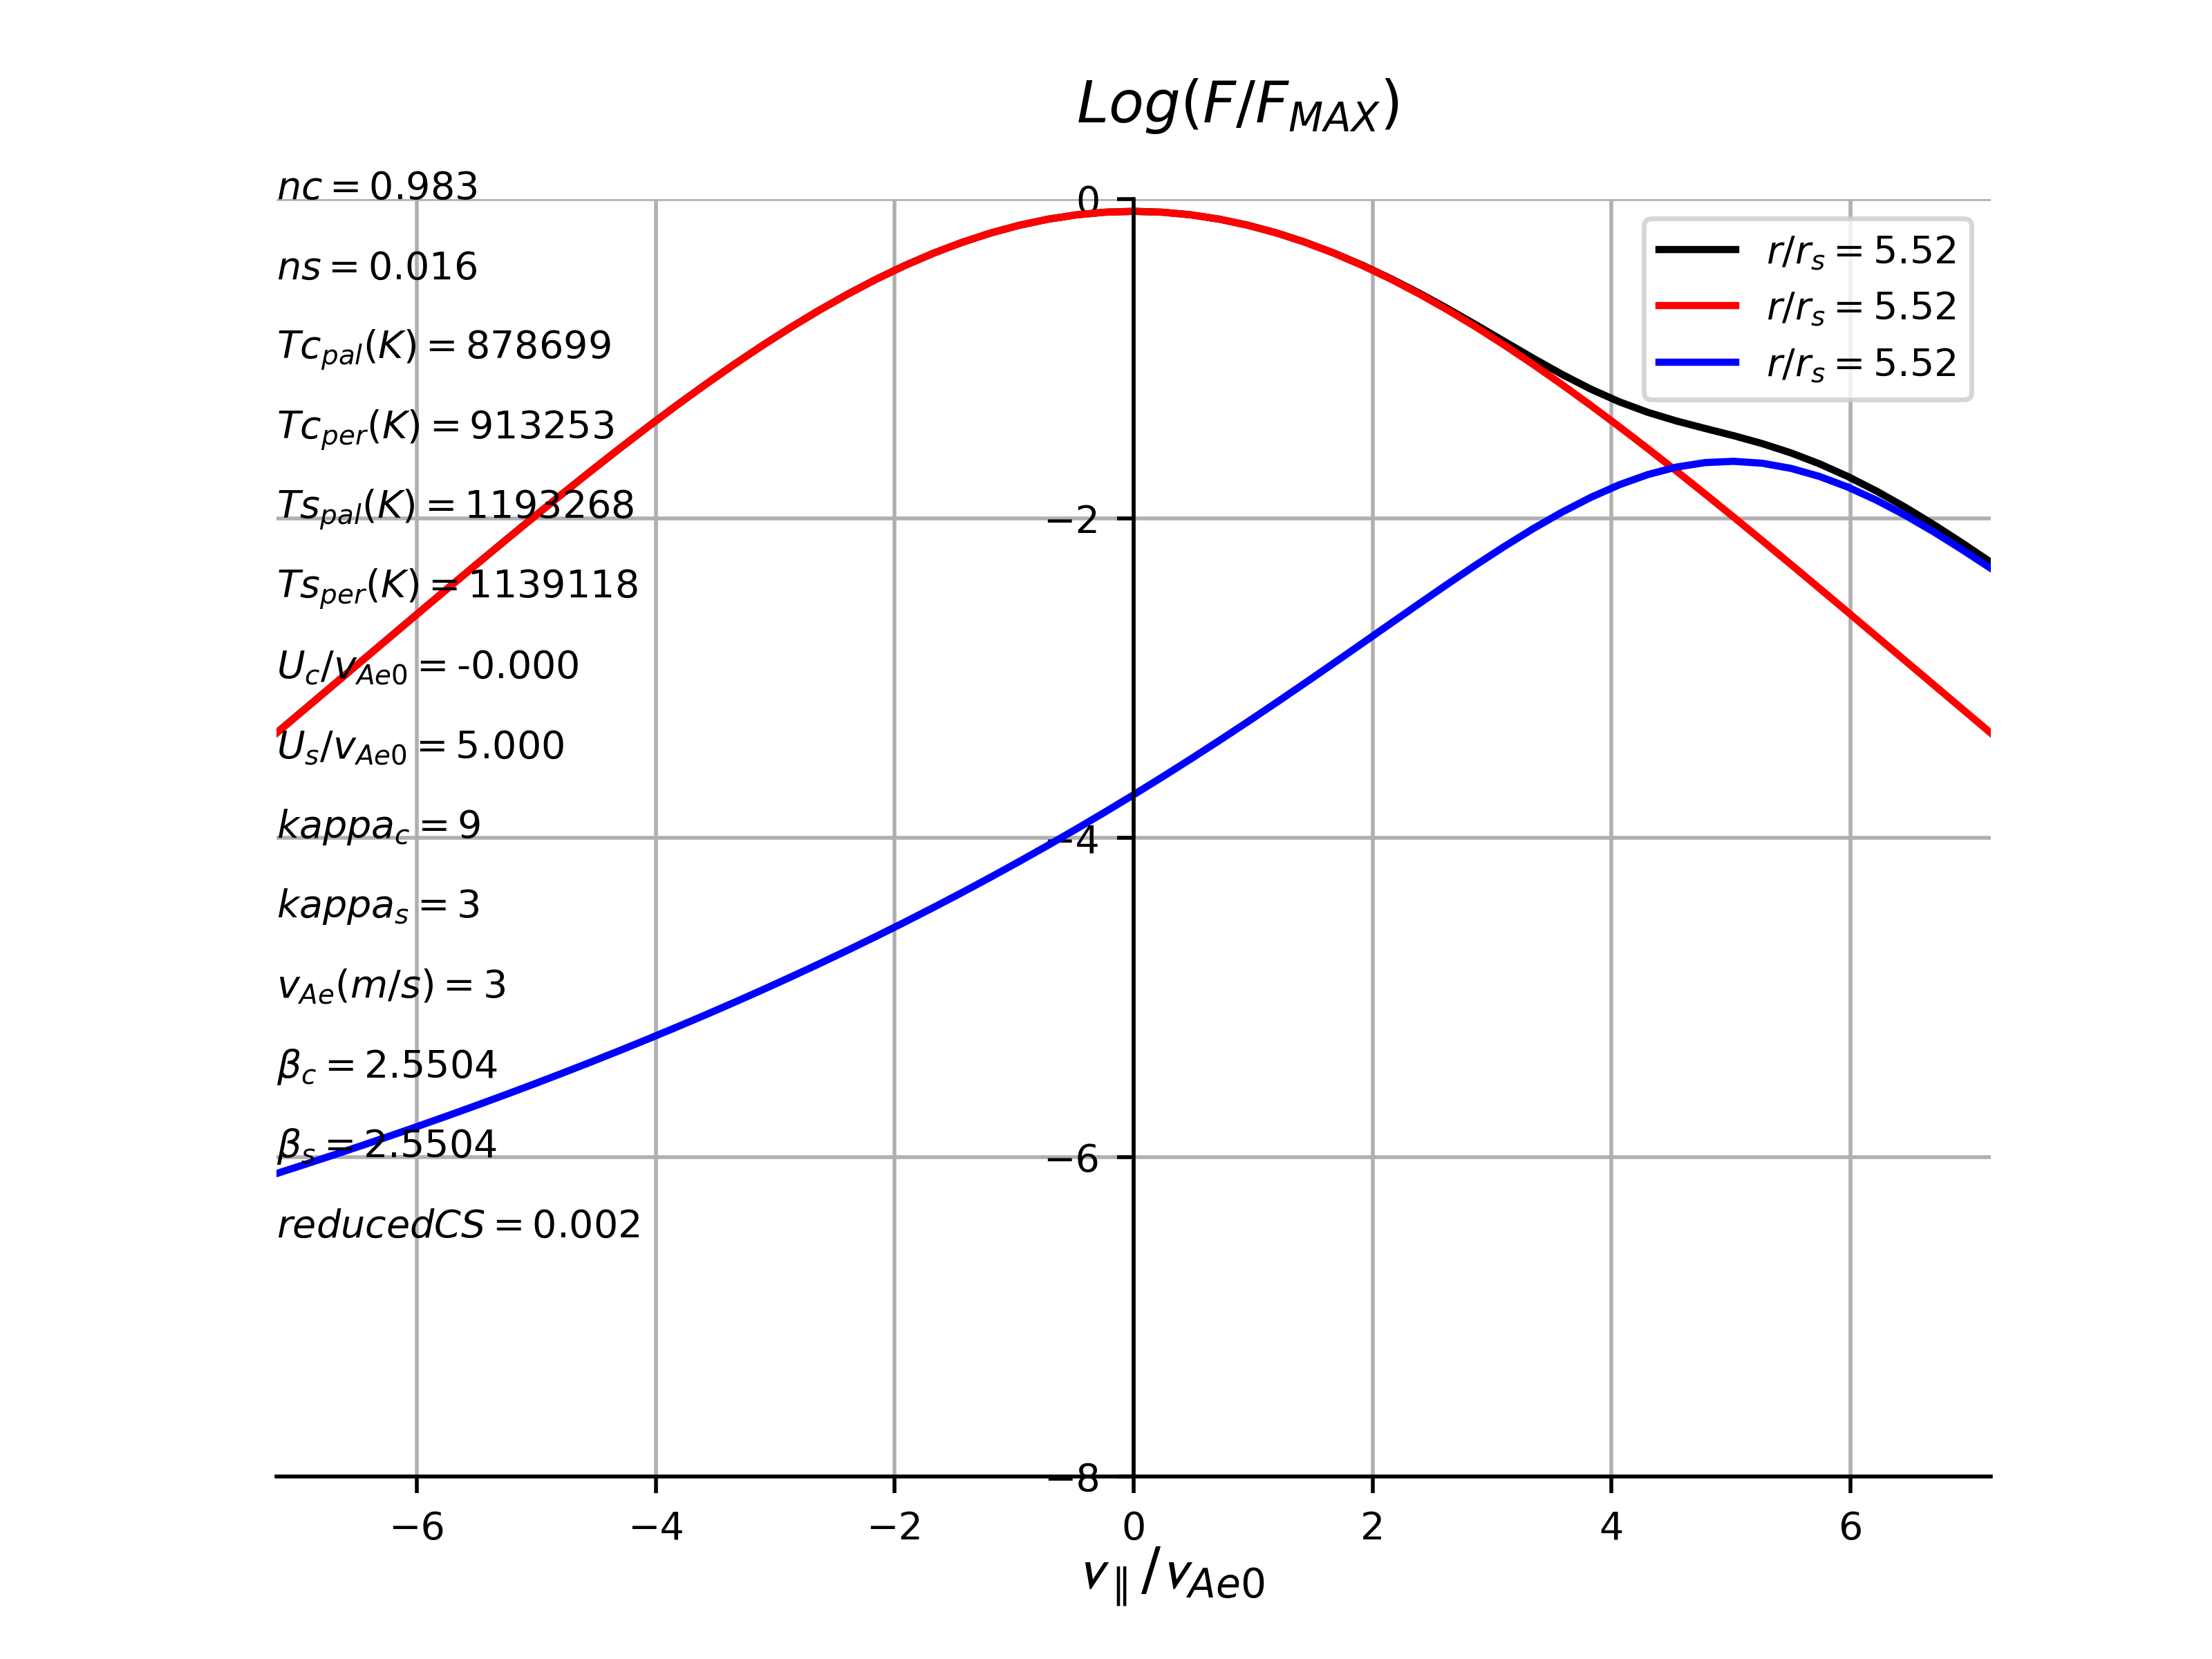 Log(F/F_MAX)
nc = 0.983
ns = 0.016
Tc_pal(K) = 878699
Tc_per(K) = 913253
Ts_pal(K) = 1193268
Ts_per(K) = 1139118
U_c/v_Ae0 = -0.000
U_s/v_Ae0 = 5.000
kappa_c = 9
kappa_s = 3
v_Ae(m/s) = 3
β_c = 2.5504
β_s = 2.5504
reducedCS = 0.002
0
−2
−4
−6
−8
r/r_s = 5.52
r/r_s = 5.52
r/r_s = 5.52
−6 −4 −2 0 2 4 6
v_∥/v_Ae0